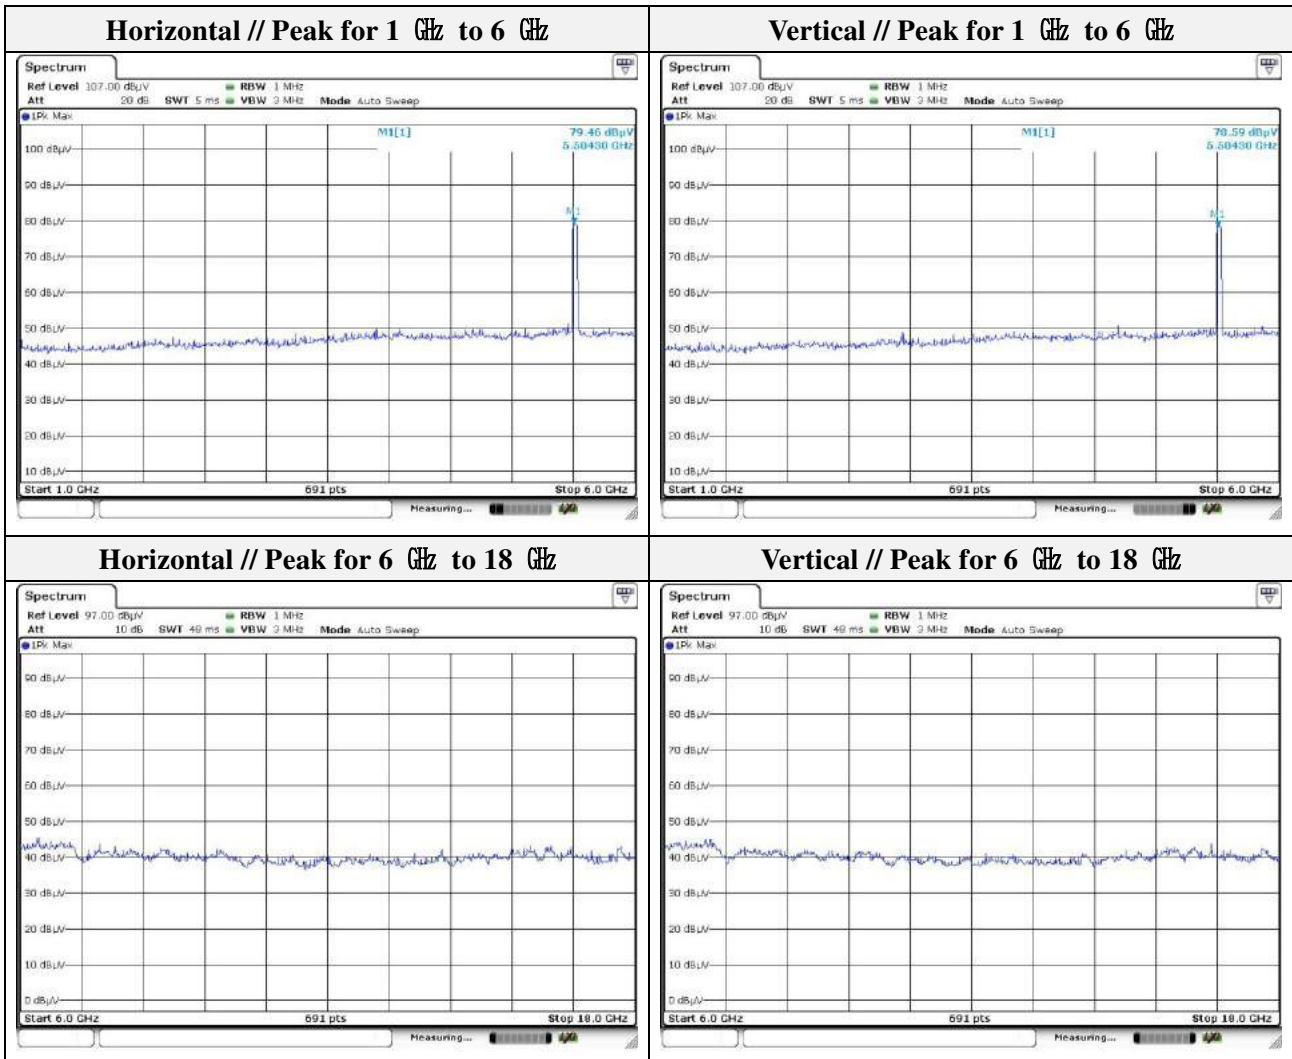 Horizontal // Peak for 1 ㎓ to 6 ㎓
Vertical // Peak for 1 ㎓ to 6 ㎓
Spectrum
Ref Level 107.00 dBµV RBW 1 MHz
Att 20 dB SWT 5 ms VBW 3 MHz Mode Auto Sweep
1Pk Max
M1[1] 79.46 dBµV
5.50430 GHz
100 dBµV
90 dBµV
M1
80 dBµV
70 dBµV
60 dBµV
50 dBµV
40 dBµV
30 dBµV
20 dBµV
10 dBµV
Start 1.0 GHz 691 pts Stop 6.0 GHz
Measuring...
Spectrum
Ref Level 107.00 dBµV RBW 1 MHz
Att 20 dB SWT 5 ms VBW 3 MHz Mode Auto Sweep
1Pk Max
M1[1] 78.59 dBµV
5.50430 GHz
100 dBµV
90 dBµV
M1
80 dBµV
70 dBµV
60 dBµV
50 dBµV
40 dBµV
30 dBµV
20 dBµV
10 dBµV
Start 1.0 GHz 691 pts Stop 6.0 GHz
Measuring...
Horizontal // Peak for 6 ㎓ to 18 ㎓
Vertical // Peak for 6 ㎓ to 18 ㎓
Spectrum
Ref Level 97.00 dBµV RBW 1 MHz
Att 10 dB SWT 48 ms VBW 3 MHz Mode Auto Sweep
1Pk Max
90 dBµV
80 dBµV
70 dBµV
60 dBµV
50 dBµV
40 dBµV
30 dBµV
20 dBµV
10 dBµV
0 dBµV
Start 6.0 GHz 691 pts Stop 18.0 GHz
Measuring...
Spectrum
Ref Level 97.00 dBµV RBW 1 MHz
Att 10 dB SWT 48 ms VBW 3 MHz Mode Auto Sweep
1Pk Max
90 dBµV
80 dBµV
70 dBµV
60 dBµV
50 dBµV
40 dBµV
30 dBµV
20 dBµV
10 dBµV
0 dBµV
Start 6.0 GHz 691 pts Stop 18.0 GHz
Measuring...